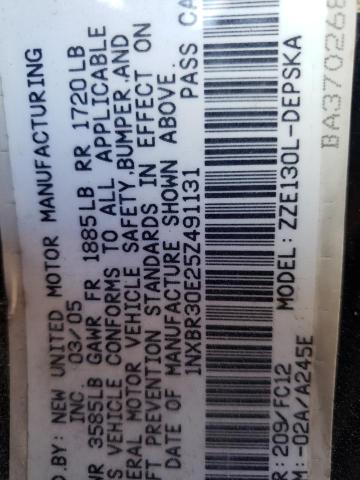 D.BY: NEW UNITED MOTOR MANUFACTURING
INC 03/05
WR 3585LB GAWR FR 1885LB RR 1720LB
S VEHICLE CONFORMS TO ALL APPLICABLE
ERAL MOTOR VEHICLE SAFETY,BUMPER,AND
FT PREVENTION STANDARDS IN EFFECT ON
DATE OF MANUFACTURE SHOWN ABOVE.
1NXBR30E25Z491131 PASS CA
R:209/FC12 MODEL:ZZE130L-DEPSKA
M:-02A/A245E
BA370268